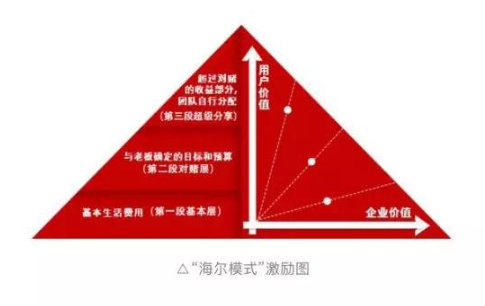 超过对赌
的收益部分，
团队自行分配
（第三段超级分享）
与老板确定的目标和预算
（第二段对赌层）
基本生活费用（第一段基本层）
用户价值
企业价值
△“海尔模式”激励图